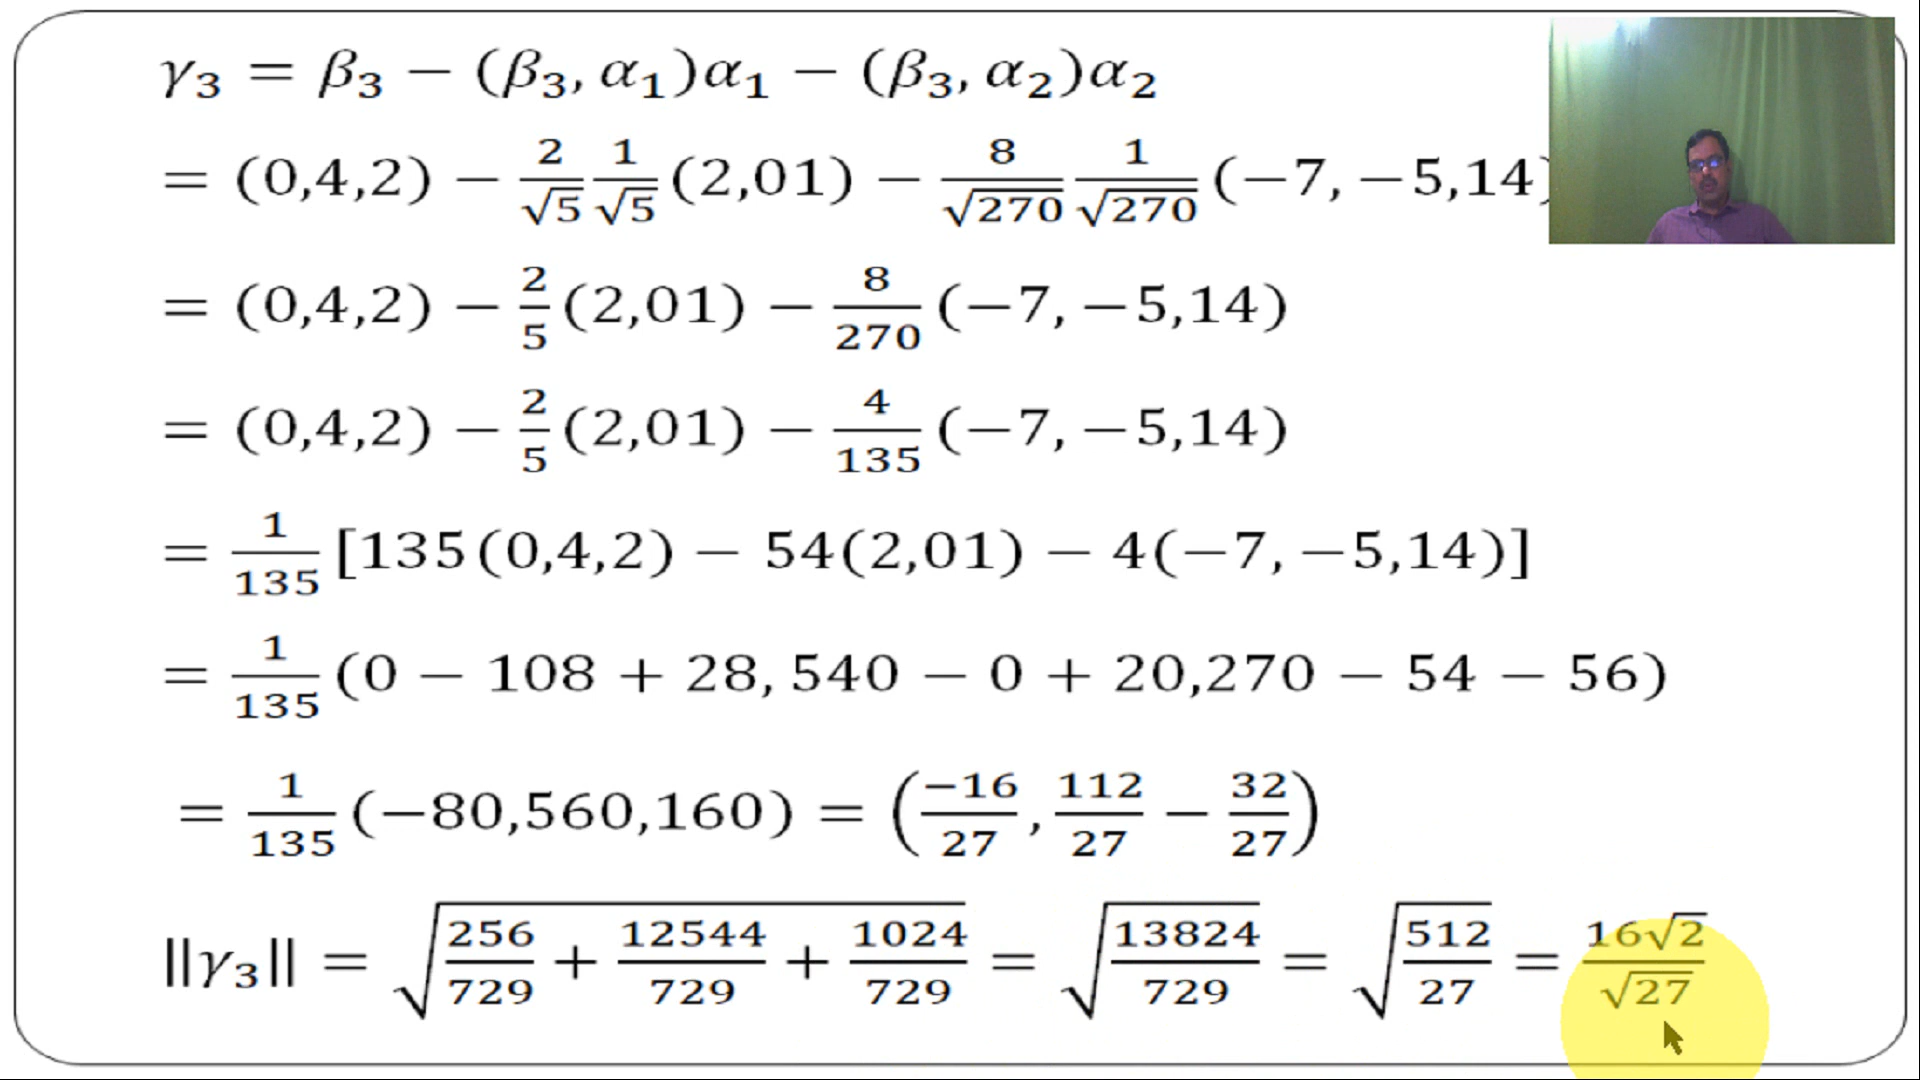 γ₃ = β₃ − (β₃, α₁)α₁ − (β₃, α₂)α₂
= (0,4,2) − 2/√5 1/√5 (2,01) − 8/√270 1/√270 (−7, −5,14)
= (0,4,2) − 2/5 (2,01) − 8/270 (−7, −5,14)
= (0,4,2) − 2/5 (2,01) − 4/135 (−7, −5,14)
= 1/135 [135(0,4,2) − 54(2,01) − 4(−7, −5,14)]
= 1/135 (0 − 108 + 28, 540 − 0 + 20,270 − 54 − 56)
= 1/135 (−80,560,160) = (−16/27, 112/27 − 32/27)
||γ₃|| = √(256/729 + 12544/729 + 1024/729) = √(13824/729) = √(512/27) = 16√2/√27